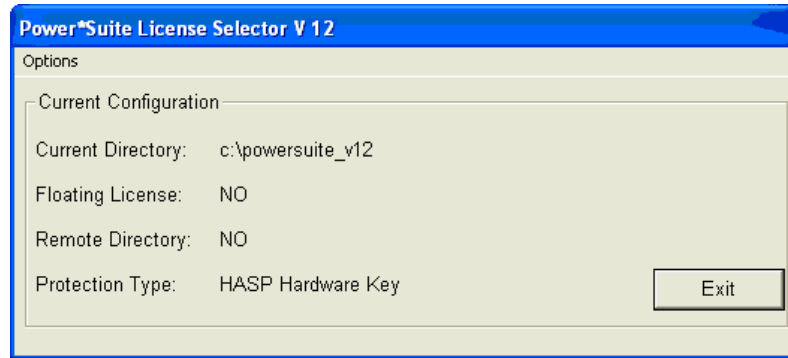 Power*Suite License Selector V 12
Options
Current Configuration
Current Directory: c:\powersuite_v12
Floating License: NO
Remote Directory: NO
Protection Type: HASP Hardware Key
Exit